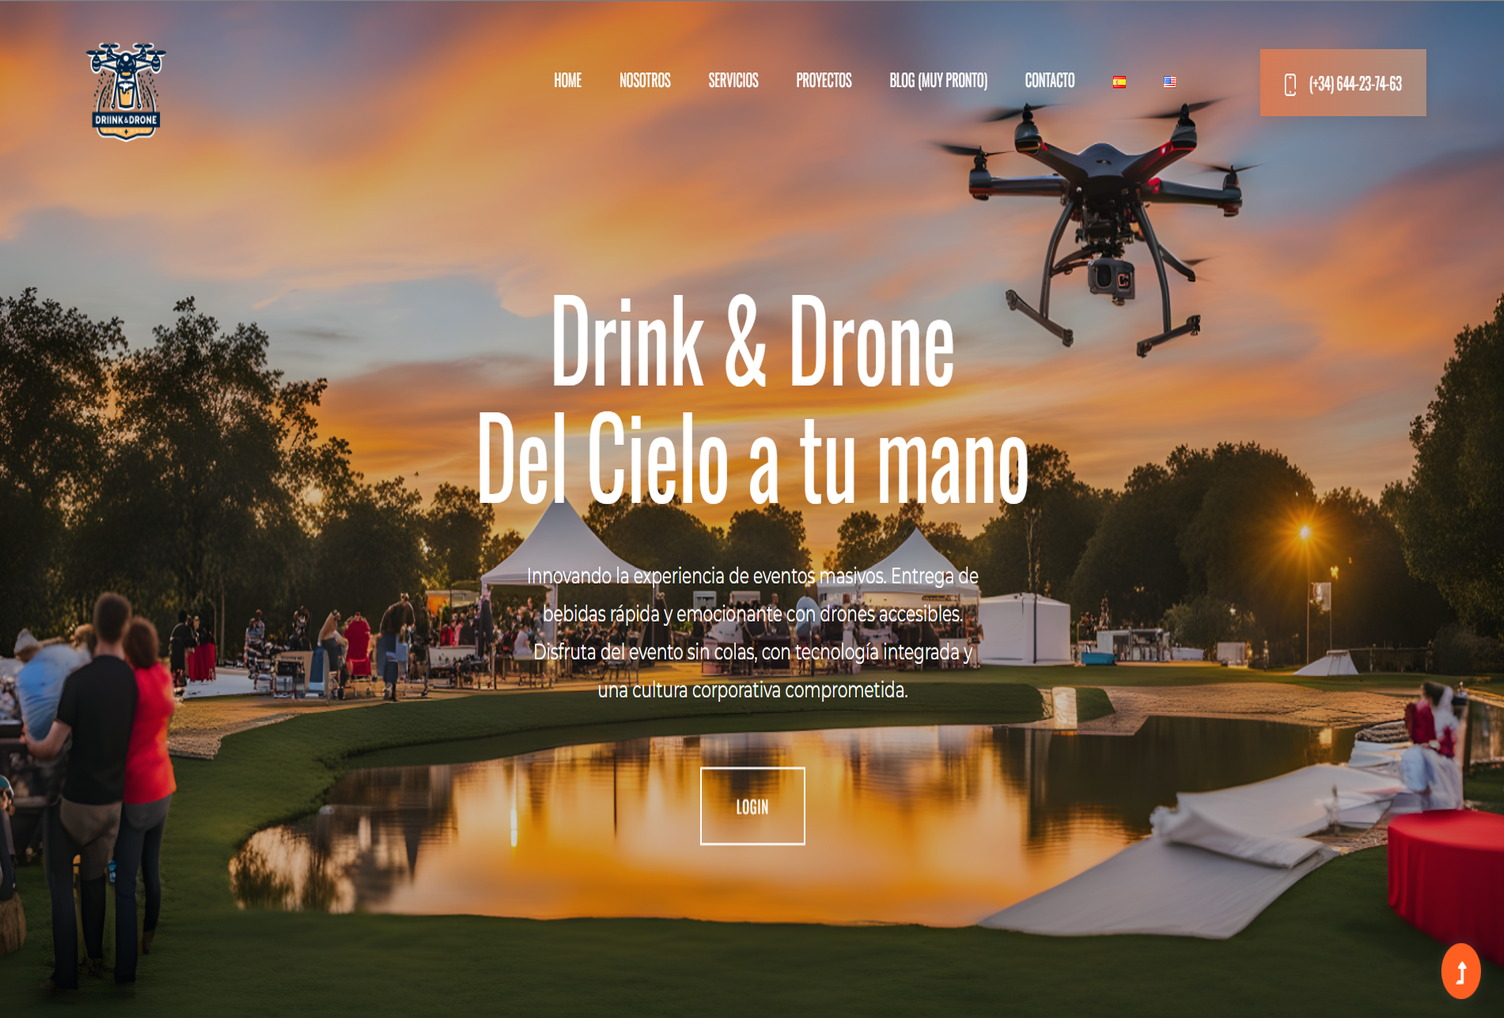 DRIINK&DRONE
HOME NOSOTROS SERVICIOS PROYECTOS BLOG (MUY PRONTO) CONTACTO
(+34) 644-23-74-63
Drink & Drone
Del Cielo a tu mano
Innovando la experiencia de eventos masivos. Entrega de
bebidas rápida y emocionante con drones accesibles.
Disfruta del evento sin colas, con tecnología integrada y
una cultura corporativa comprometida.
LOGIN